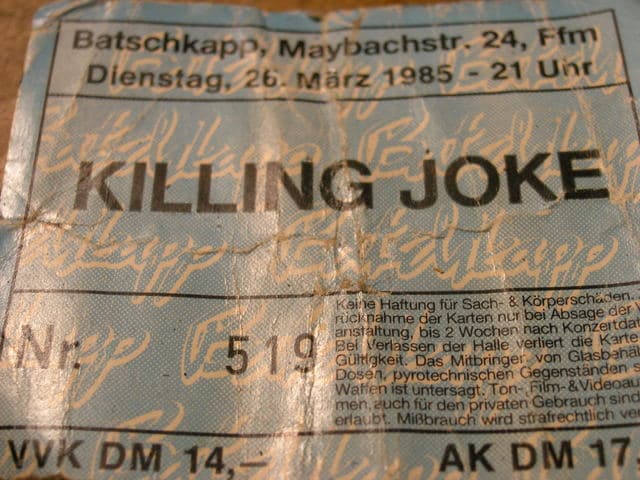 Batschkapp, Maybachstr. 24, Ffm
Dienstag, 26. März 1985 - 21 Uhr
KILLING JOKE
Nr. 519
Keine Haftung für Sach- & Körperschäden.
rücknahme der Karten nur bei Absage der
anstaltung, bis 2 Wochen nach Konzertda
Bei Verlassen der Halle verliert die Karte
Gültigkeit. Das Mitbringen von Glasbehä
Dosen, pyrotechnischen Gegenständen
Waffen ist untersagt. Ton-, Film- & Videoau
men, auch für den privaten Gebrauch sind
erlaubt. Mißbrauch wird strafrechtlich ve
VVK DM 14,– AK DM 17,